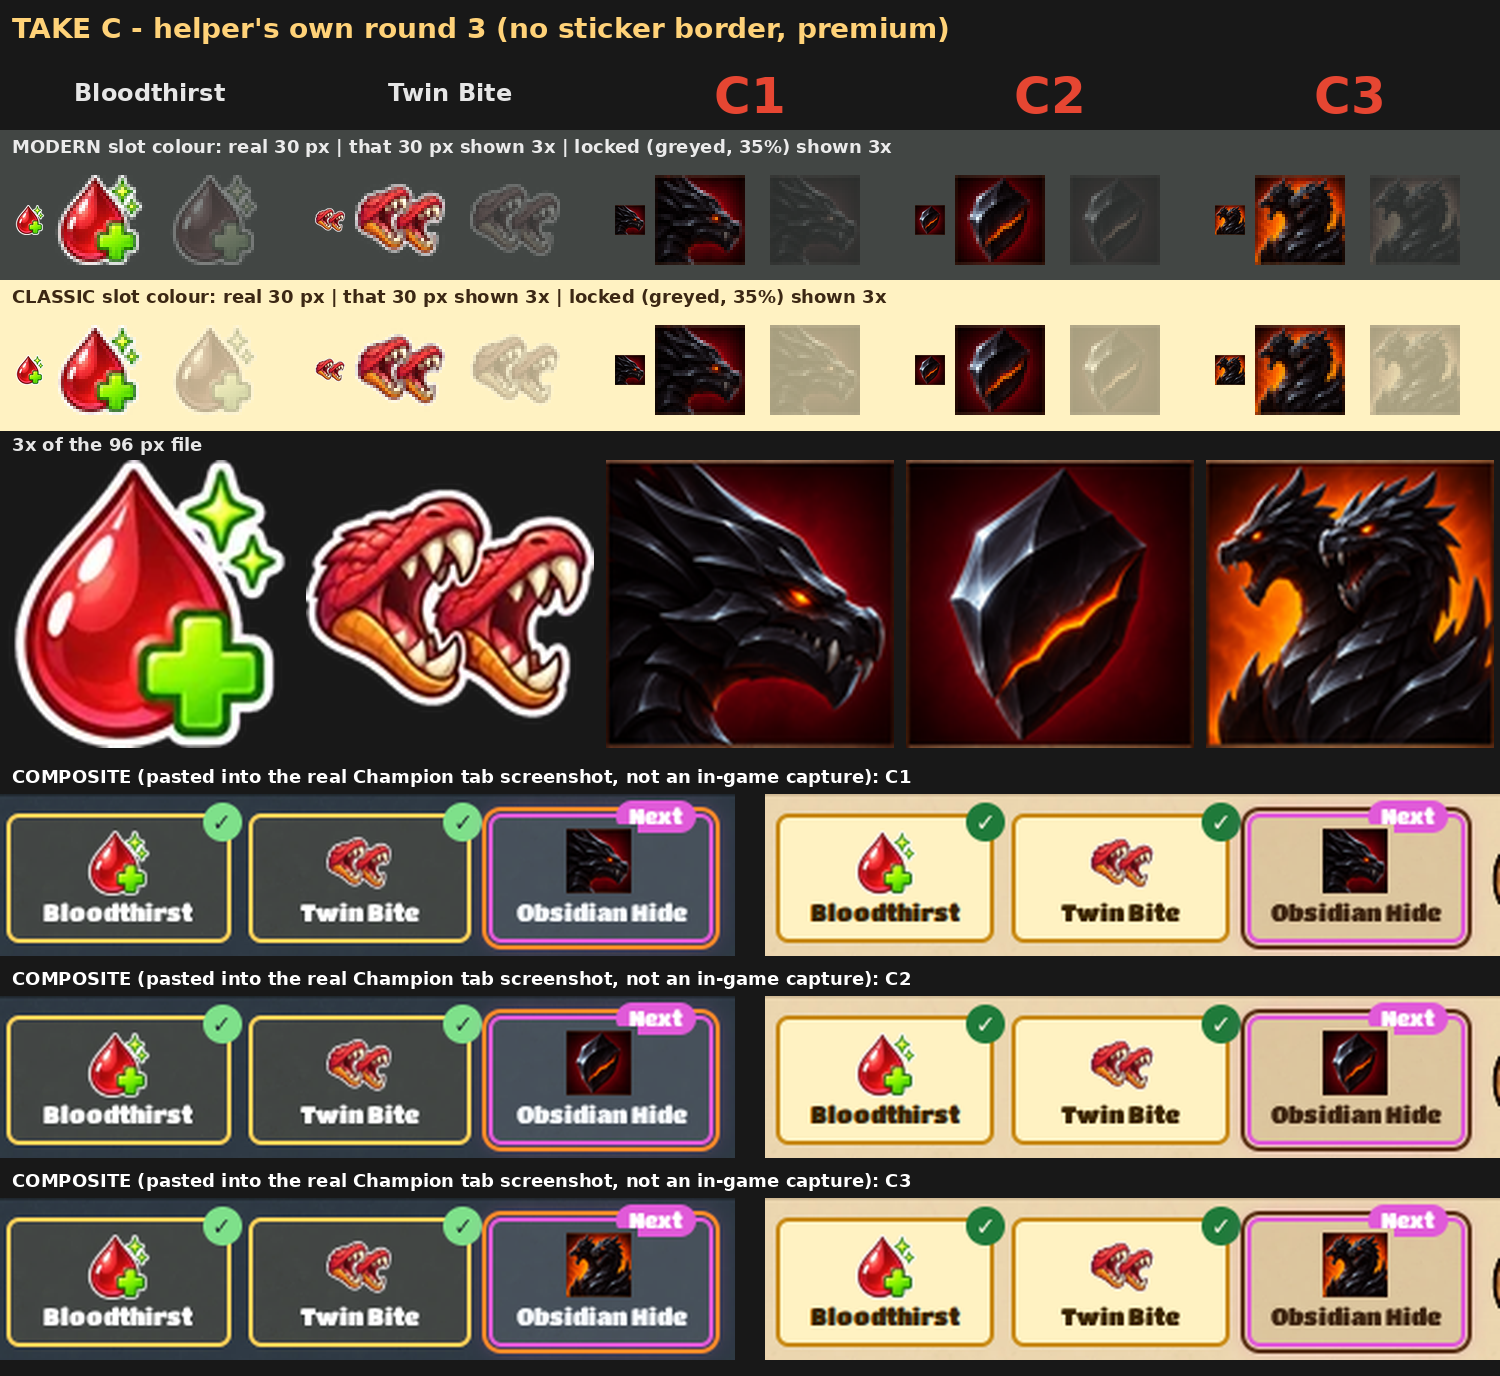 TAKE C - helper's own round 3 (no sticker border, premium)
Bloodthirst Twin Bite C1 C2 C3
MODERN slot colour: real 30 px | that 30 px shown 3x | locked (greyed, 35%) shown 3x
CLASSIC slot colour: real 30 px | that 30 px shown 3x | locked (greyed, 35%) shown 3x
3x of the 96 px file
COMPOSITE (pasted into the real Champion tab screenshot, not an in-game capture): C1
Next Next
Bloodthirst Twin Bite Obsidian Hide Bloodthirst Twin Bite Obsidian Hide
COMPOSITE (pasted into the real Champion tab screenshot, not an in-game capture): C2
Next Next
Bloodthirst Twin Bite Obsidian Hide Bloodthirst Twin Bite Obsidian Hide
COMPOSITE (pasted into the real Champion tab screenshot, not an in-game capture): C3
Next Next
Bloodthirst Twin Bite Obsidian Hide Bloodthirst Twin Bite Obsidian Hide